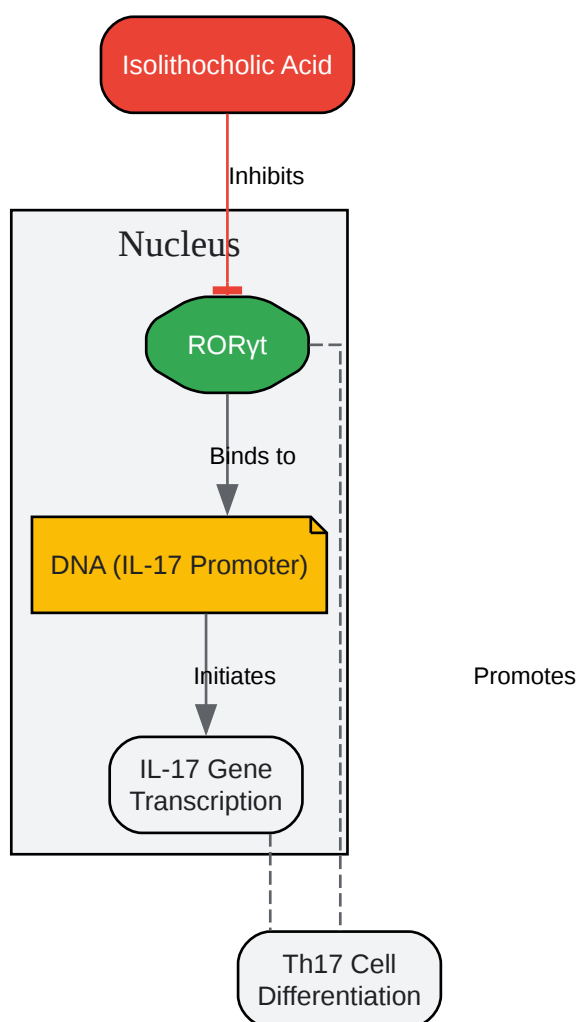 Isolithocholic Acid
Inhibits
Nucleus
RORγt
Binds to
DNA (IL-17 Promoter)
Initiates
Promotes
IL-17 Gene
Transcription
Th17 Cell
Differentiation